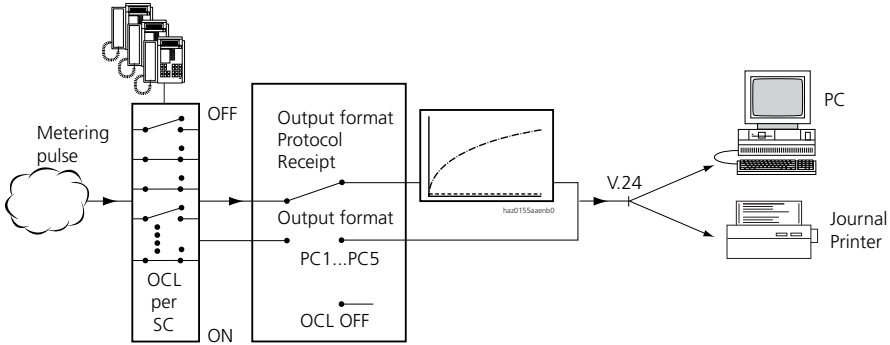 OFF
Metering
pulse
OCL
per
SC
ON
Output format
Protocol
Receipt
Output format
PC1...PC5
OCL OFF
haz0155aaenb0
V.24
PC
Journal
Printer